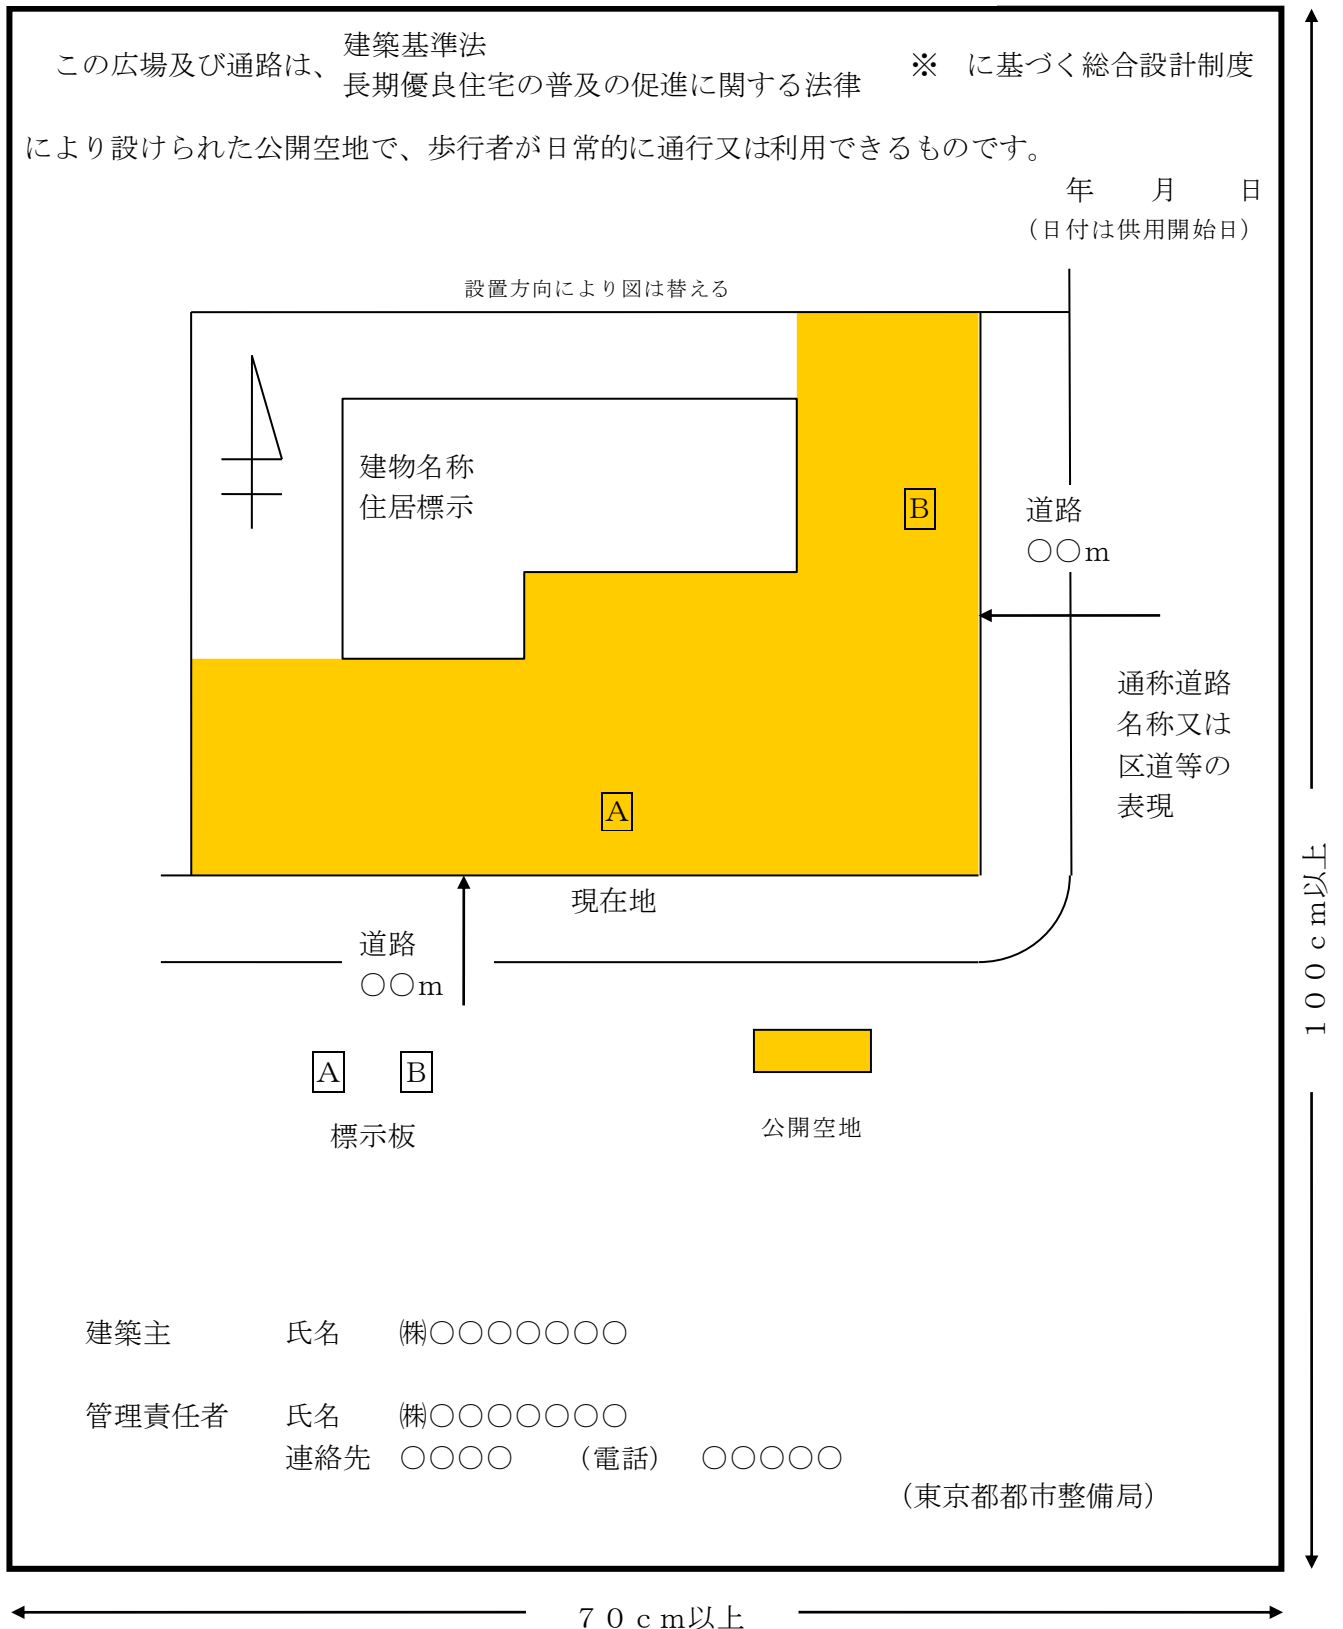 建築基準法
この広場及び通路は、長期優良住宅の普及の促進に関する法律 ※ に基づく総合設計制度
により設けられた公開空地で、歩行者が日常的に通行又は利用できるものです。
年 月 日
（日付は供用開始日）
設置方向により図は替える
建物名称
住居標示
B
道路
○○ｍ
通称道路
名称又は
区道等の
表現
A
現在地
道路
○○ｍ
A B
標示板
公開空地
建築主 氏名 ㈱○○○○○○○
管理責任者 氏名 ㈱○○○○○○○
連絡先 ○○○○ （電話） ○○○○○
（東京都都市整備局）
１００ｃｍ以上
７０ｃｍ以上